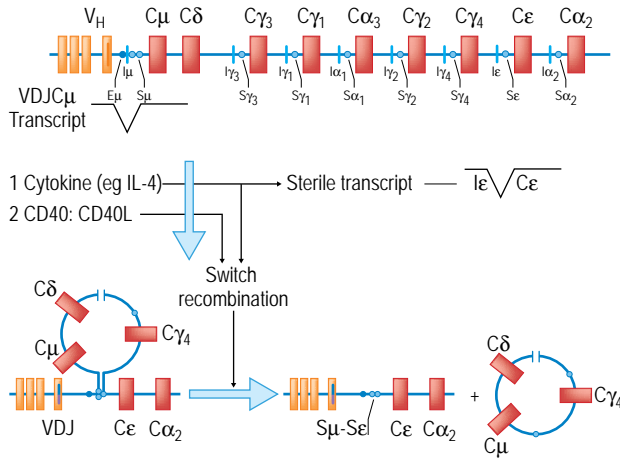 V_H Cμ Cδ Cγ₃ Cγ₁ Cα₃ Cγ₂ Cγ₄ Cε Cα₂
Iμ Iγ₃ Iγ₁ Iα₁ Iγ₂ Iγ₄ Iε Iα₂
Eμ Sμ Sγ₃ Sγ₁ Sα₁ Sγ₂ Sγ₄ Sε Sα₂
VDJCμ
Transcript
1 Cytokine (eg IL-4)
Sterile transcript
Iε Cε
2 CD40: CD40L
Switch
recombination
Cδ
Cγ₄
Cμ
VDJ Cε Cα₂
Sμ-Sε Cε Cα₂
+
Cδ
Cγ₄
Cμ